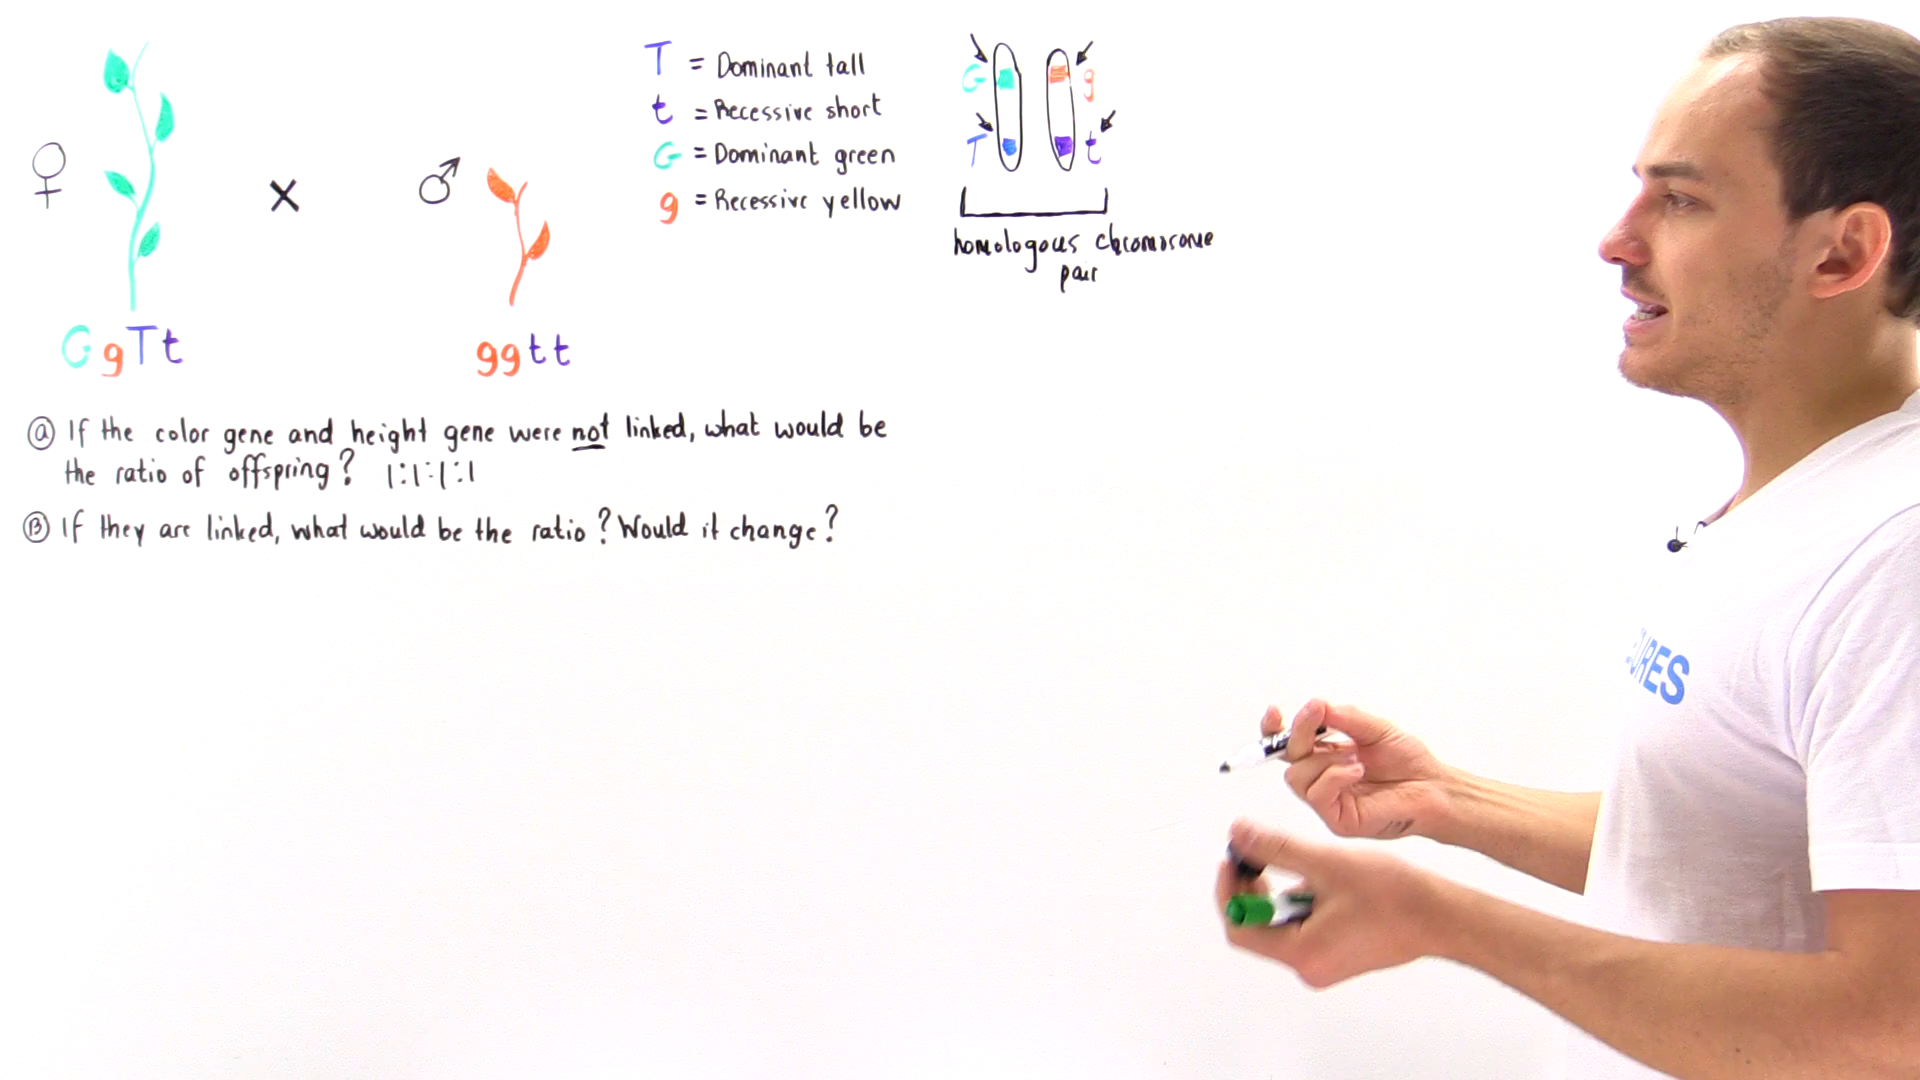 T = Dominant tall
t = Recessive short
G = Dominant green
g = Recessive yellow
G g
T t
homologous chromosome
pair
GgTt
ggtt
X
Ⓐ If the color gene and height gene were not linked, what would be
the ratio of offspring? 1:1:1:1
Ⓑ If they are linked, what would be the ratio? Would it change?